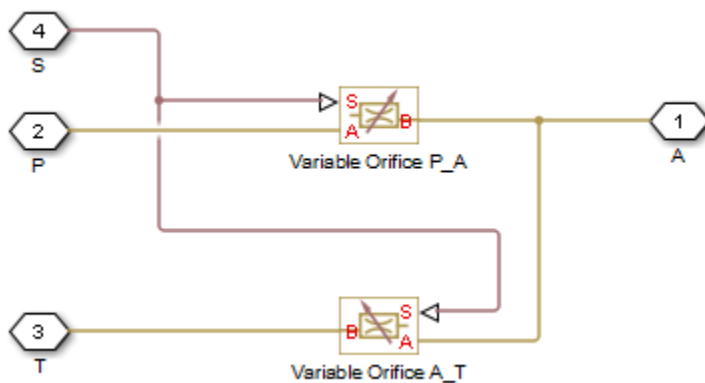 4
S
S
A
B
2
P
Variable Orifice P_A
1
A
S
B
A
3
T
Variable Orifice A_T